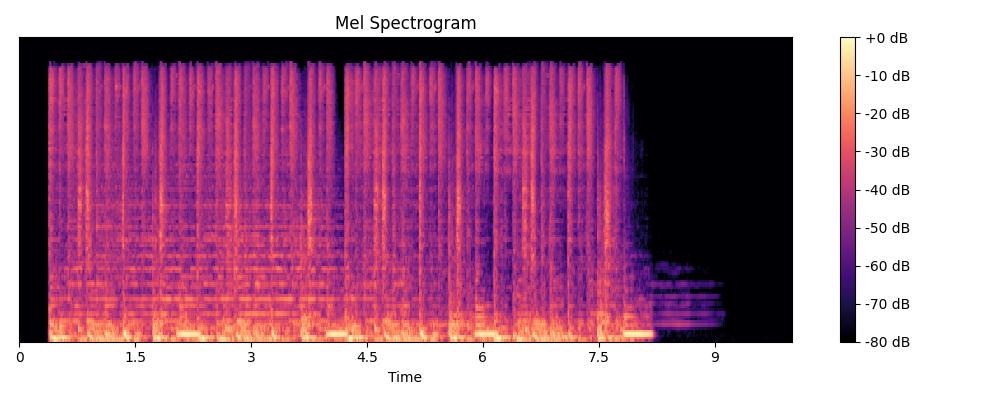 Mel Spectrogram
+0 dB
-10 dB
-20 dB
-30 dB
-40 dB
-50 dB
-60 dB
-70 dB
-80 dB
0 1.5 3 4.5 6 7.5 9
Time